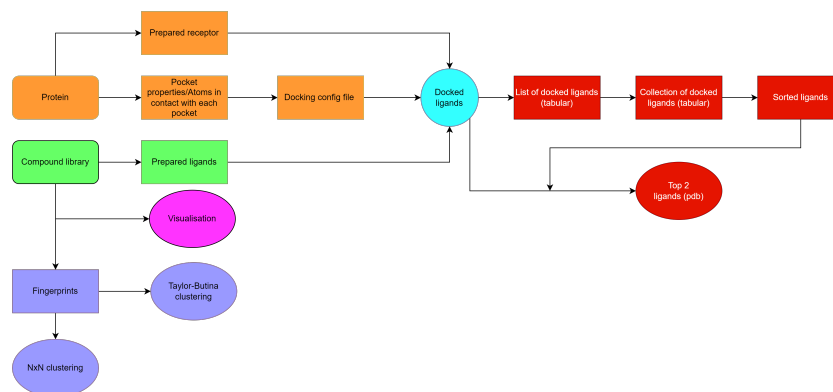 Prepared receptor
Protein
Pocket
properties/Atoms in
contact with each
pocket
Docking config file
Docked
ligands
List of docked ligands
(tabular)
Collection of docked
ligands (tabular)
Sorted ligands
Compound library
Prepared ligands
Top 2
ligands (pdb)
Visualisation
Fingerprints
Taylor-Butina
clustering
NxN clustering